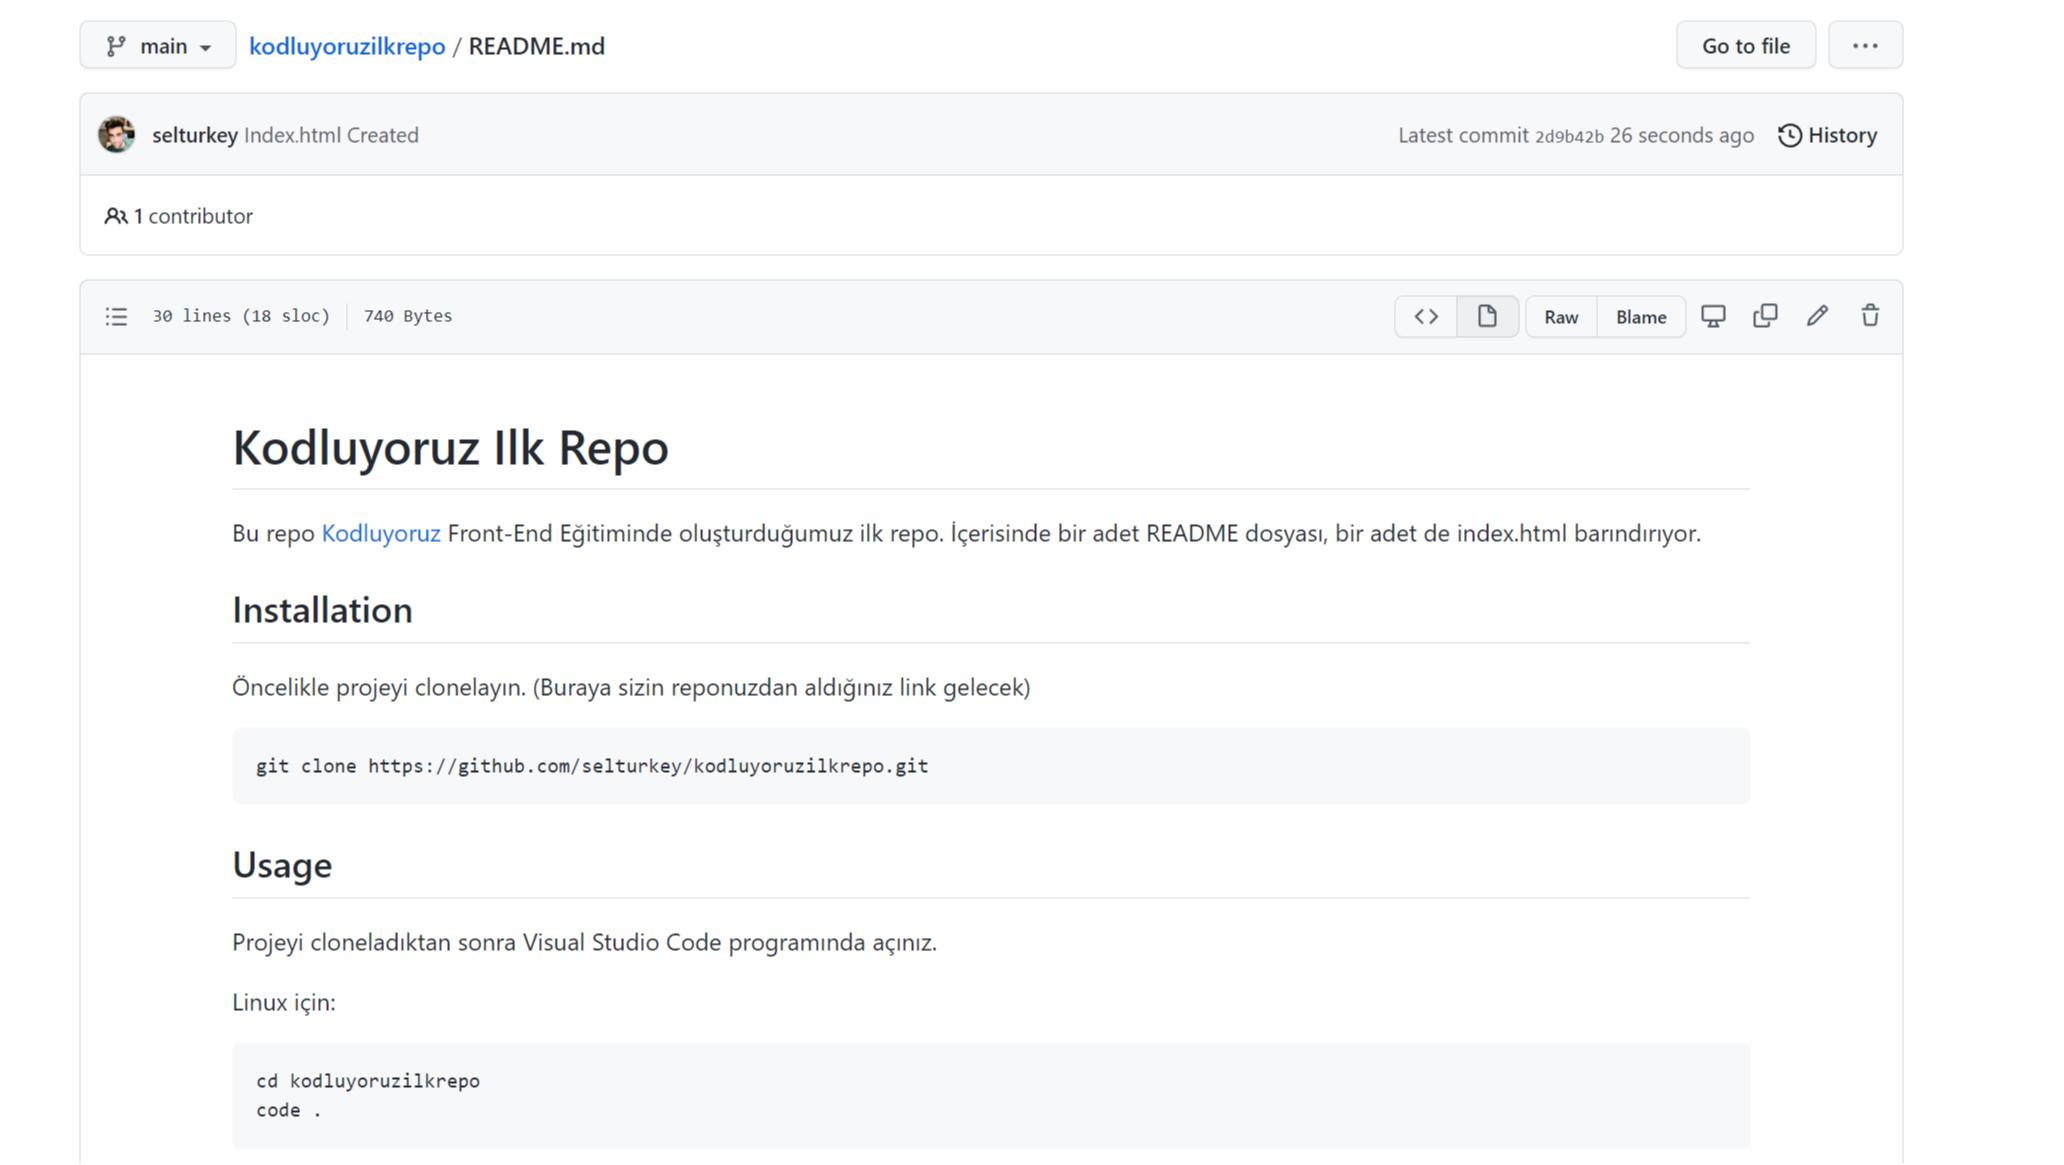 main
kodluyoruzilkrepo / README.md
Go to file
selturkey Index.html Created
Latest commit 2d9b42b 26 seconds ago
History
1 contributor
30 lines (18 sloc)
740 Bytes
Raw
Blame
Kodluyoruz Ilk Repo
Bu repo Kodluyoruz Front-End Eğitiminde oluşturduğumuz ilk repo. İçerisinde bir adet README dosyası, bir adet de index.html barındırıyor.
Installation
Öncelikle projeyi clonelayın. (Buraya sizin reponuzdan aldığınız link gelecek)
git clone https://github.com/selturkey/kodluyoruzilkrepo.git
Usage
Projeyi cloneladıktan sonra Visual Studio Code programında açınız.
Linux için:
cd kodluyoruzilkrepo
code .